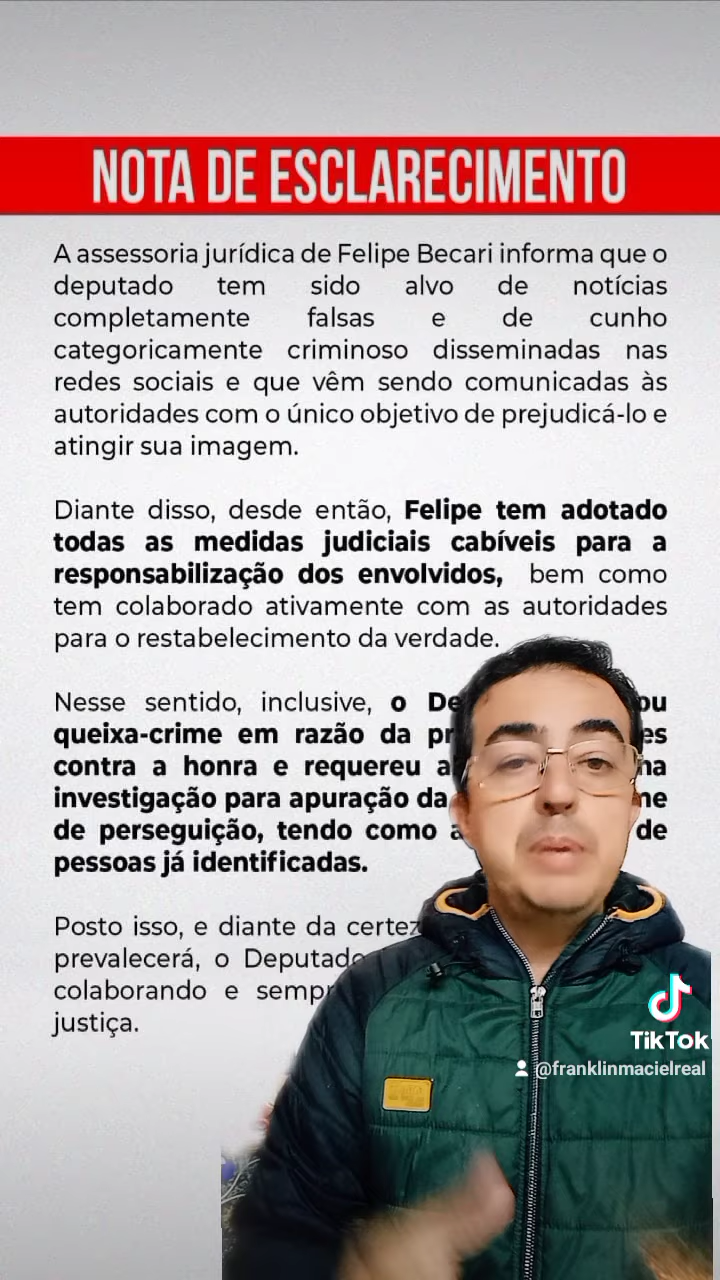 NOTA DE ESCLARECIMENTO
A assessoria jurídica de Felipe Becari informa que o
deputado tem sido alvo de notícias
completamente falsas e de cunho
categoricamente criminoso disseminadas nas
redes sociais e que vêm sendo comunicadas às
autoridades com o único objetivo de prejudicá-lo e
atingir sua imagem.
Diante disso, desde então, Felipe tem adotado
todas as medidas judiciais cabíveis para a
responsabilização dos envolvidos, bem como
tem colaborado ativamente com as autoridades
para o restabelecimento da verdade.
Nesse sentido, inclusive, o
queixa-crime em razão da
contra a honra e requereu
investigação para apuração da
de perseguição, tendo como de
pessoas já identificadas.
Posto isso, e diante da
prevalecerá, o Deputado
colaborando e
justiça.
TikTok
@franklinmacielreal